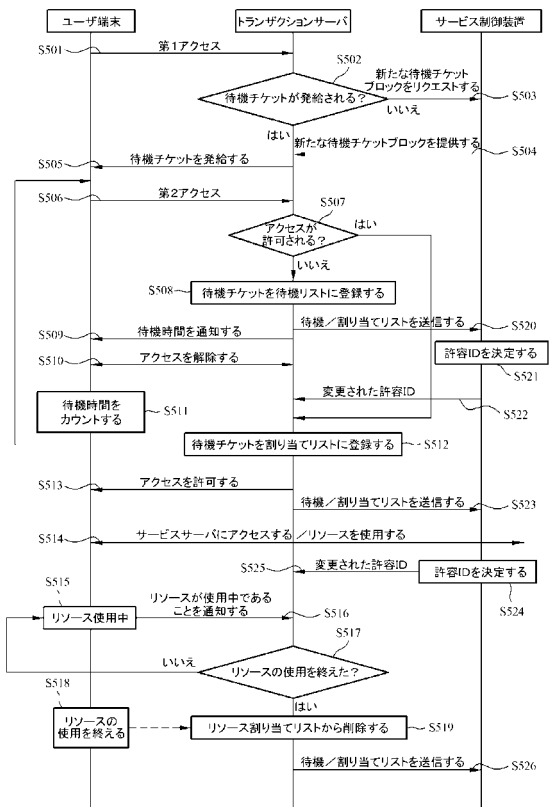 ユーザ端末
トランザクションサーバ
サービス制御装置
S501
第1アクセス
S502
待機チケットが発給される?
新たな待機チケット
ブロックをリクエストする
S503
いいえ
はい
新たな待機チケットブロックを提供する
S504
S505
待機チケットを発給する
S506
第2アクセス
S507
アクセスが
許可される?
はい
いいえ
S508
待機チケットを待機リストに登録する
待機/割り当てリストを送信する
S520
S509
待機時間を通知する
S510
アクセスを解除する
許容IDを決定する
S521
待機時間を
カウントする
S511
変更された許容ID
S522
待機チケットを割り当てリストに登録する
S512
S513
アクセスを許可する
待機/割り当てリストを送信する
S523
S514
サービスサーバにアクセスする/リソースを使用する
S525
変更された許容ID
許容IDを決定する
S524
S515
リソース使用中
リソースが使用中である
ことを通知する
S516
S517
リソースの使用を終えた?
いいえ
はい
S518
リソースの
使用を終える
リソース割り当てリストから削除する
S519
待機/割り当てリストを送信する
S526